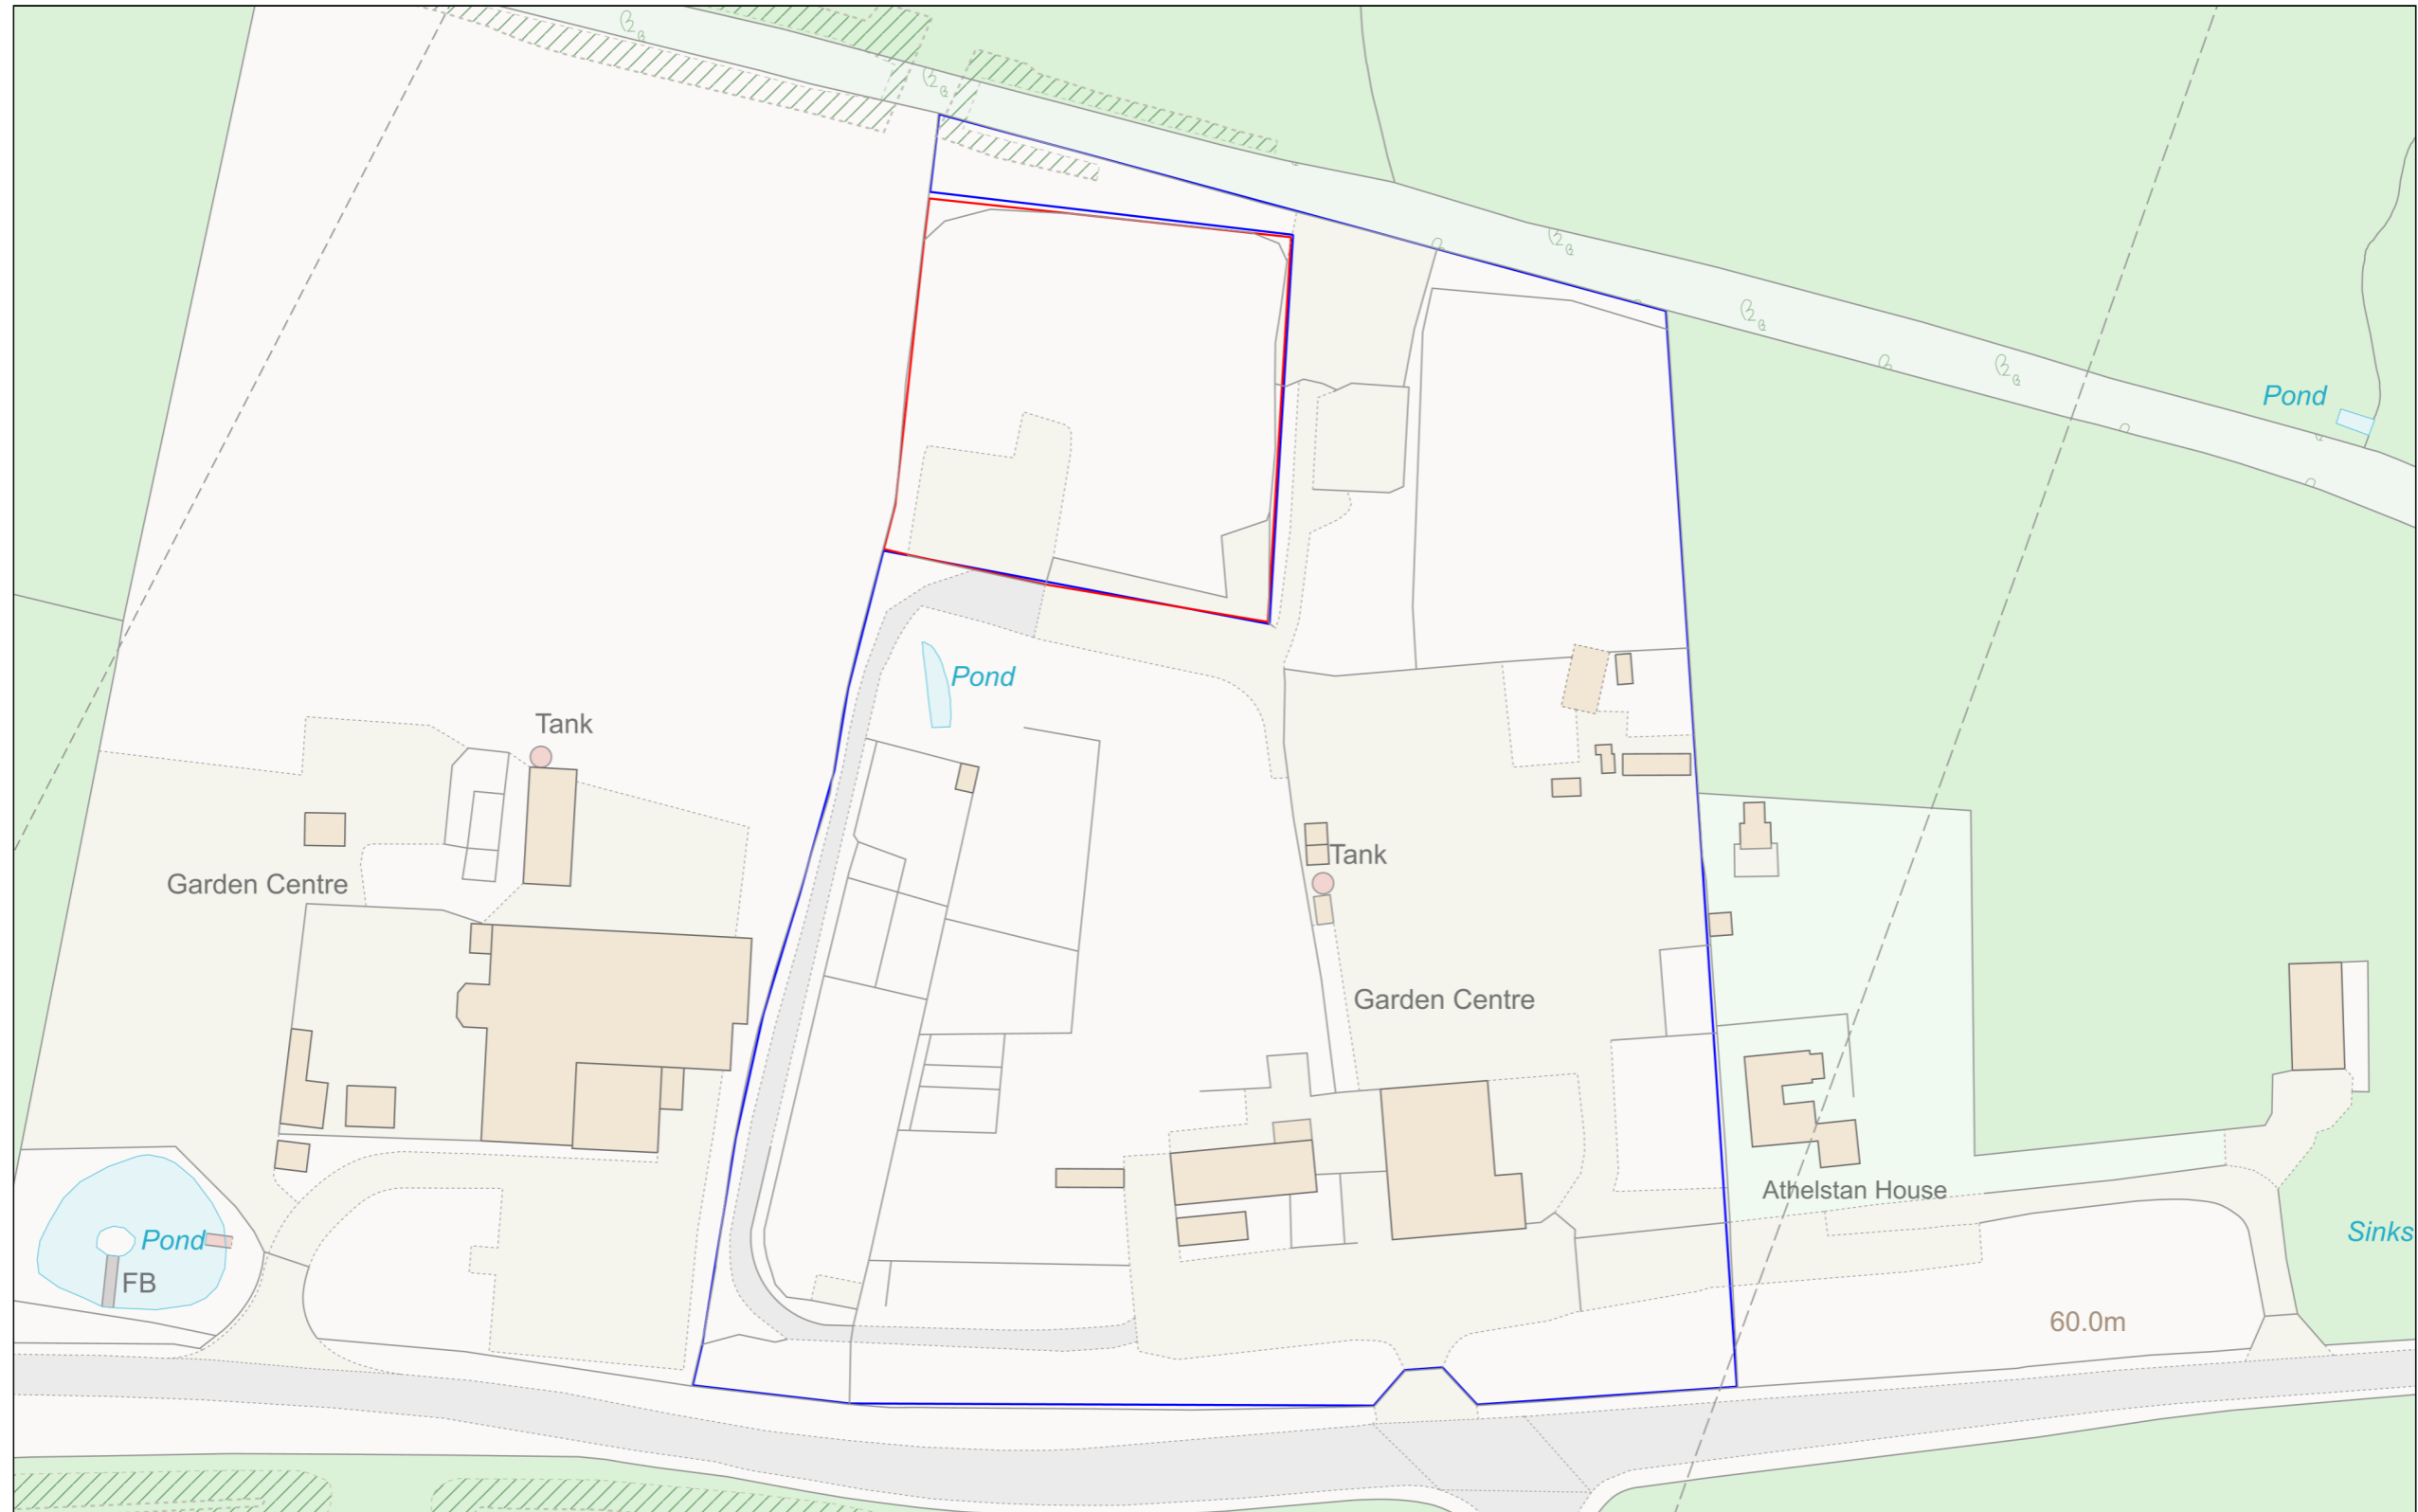 Pond
Pond
Tank
Tank
Garden Centre
Garden Centre
Athelstan House
Pond
Sinks
FB
60.0m